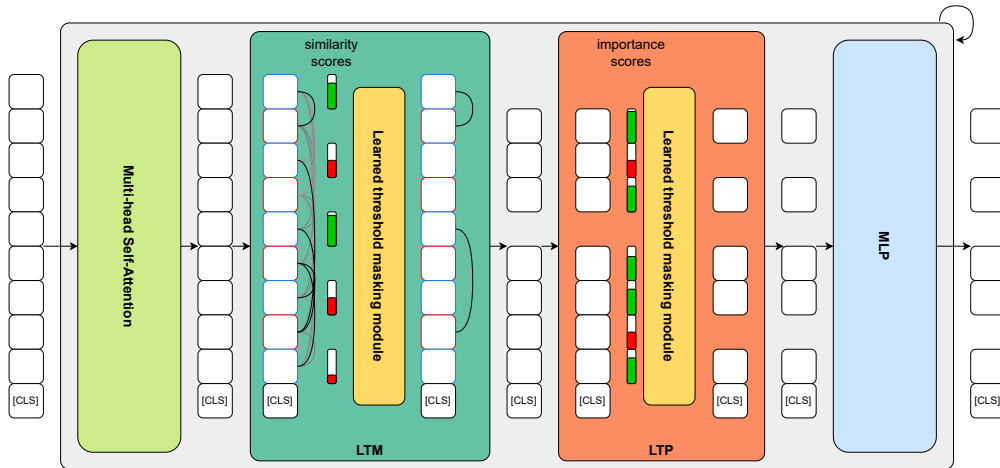 similarity
scores
importance
scores
Multi-head Self-Attention
Learned threshold masking module
Learned threshold masking module
MLP
[CLS]
[CLS]
[CLS]
[CLS]
[CLS]
[CLS]
[CLS]
[CLS]
[CLS]
LTM
LTP